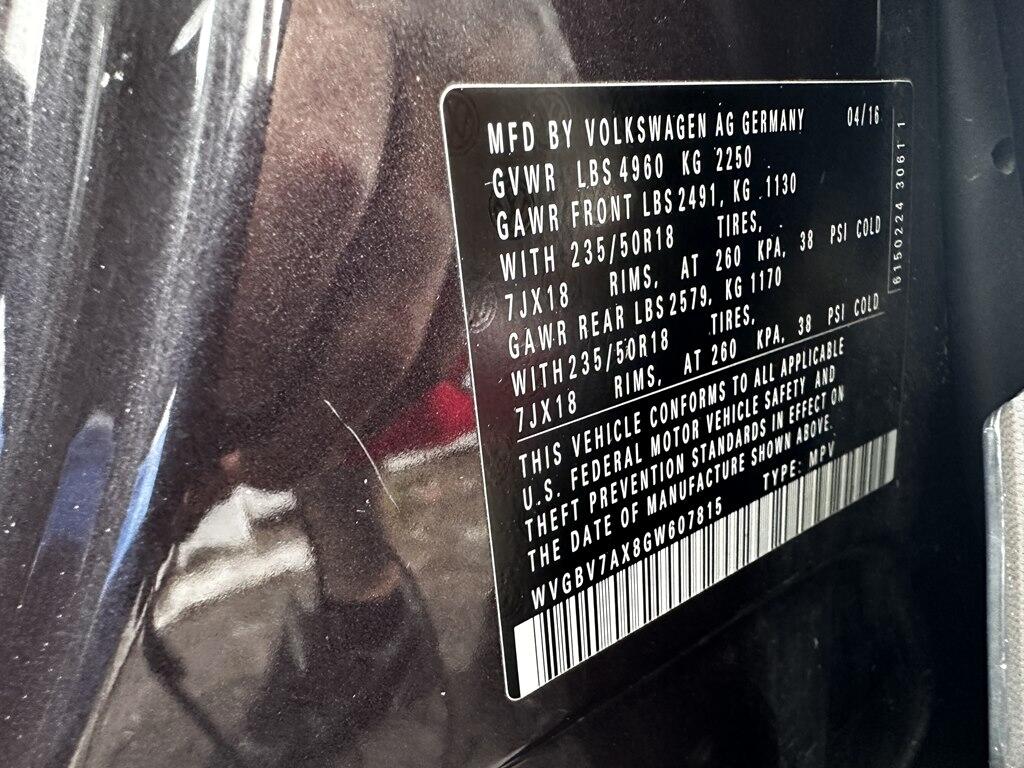 MFD BY VOLKSWAGEN AG GERMANY 04/16
GVWR LBS 4960 KG 2250
GAWR FRONT LBS 2491, KG 1130
WITH 235/50R18 TIRES,
7JX18 RIMS, AT 260 KPA, 38 PSI COLD
GAWR REAR LBS 2579, KG 1170
WITH 235/50R18 TIRES,
7JX18 RIMS, AT 260 KPA, 38 PSI COLD
THIS VEHICLE CONFORMS TO ALL APPLICABLE
U.S. FEDERAL MOTOR VEHICLE SAFETY AND
THEFT PREVENTION STANDARDS IN EFFECT ON
THE DATE OF MANUFACTURE SHOWN ABOVE.
WVGBV7AX8GW607815 TYPE: MPV
6150224 3061 1